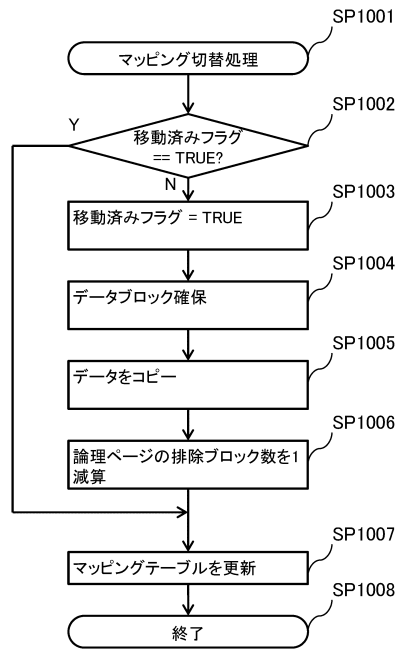 SP1001
マッピング切替処理
SP1002
Y
移動済みフラグ
== TRUE?
N
SP1003
移動済みフラグ = TRUE
SP1004
データブロック確保
SP1005
データをコピー
SP1006
論理ページの排除ブロック数を1
減算
SP1007
マッピングテーブルを更新
SP1008
終了